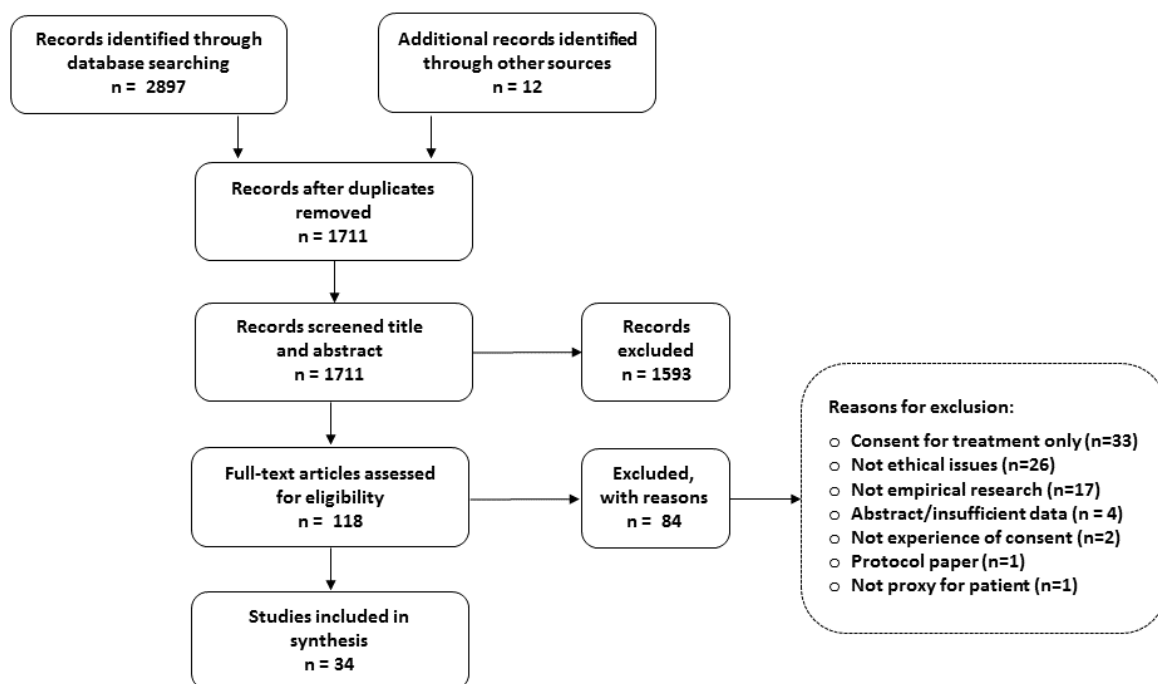 Records identified through
database searching
n = 2897
Additional records identified
through other sources
n = 12
Records after duplicates
removed
n = 1711
Records screened title
and abstract
n = 1711
Records
excluded
n = 1593
Full-text articles assessed
for eligibility
n = 118
Excluded,
with reasons
n = 84
Reasons for exclusion:
o Consent for treatment only (n=33)
o Not ethical issues (n=26)
o Not empirical research (n=17)
o Abstract/insufficient data (n = 4)
o Not experience of consent (n=2)
o Protocol paper (n=1)
o Not proxy for patient (n=1)
Studies included in
synthesis
n = 34